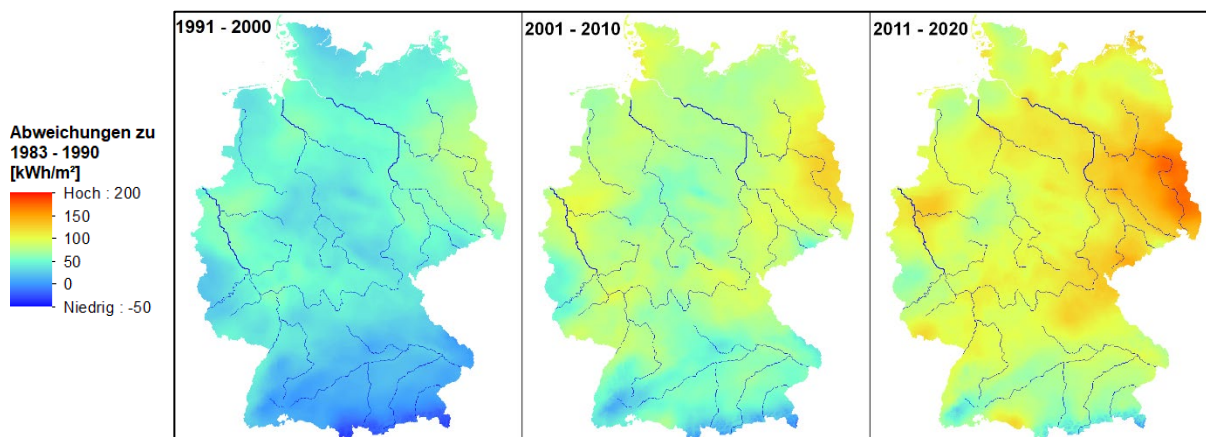 1991 - 2000
2001 - 2010
2011 - 2020
Abweichungen zu
1983 - 1990
[kWh/m²]
Hoch : 200
150
100
50
0
Niedrig : -50